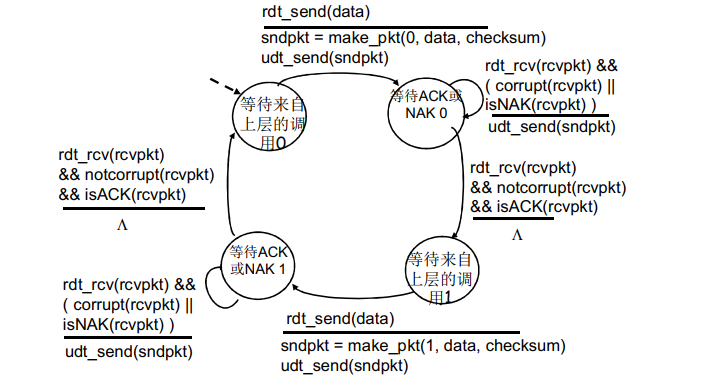 rdt_send(data)
sndpkt = make_pkt(0, data, checksum)
udt_send(sndpkt)
等待来自
上层的调
用0
等待ACK或
NAK 0
rdt_rcv(rcvpkt) &&
( corrupt(rcvpkt) ||
isNAK(rcvpkt) )
udt_send(sndpkt)
rdt_rcv(rcvpkt)
&& notcorrupt(rcvpkt)
&& isACK(rcvpkt)
Λ
rdt_rcv(rcvpkt)
&& notcorrupt(rcvpkt)
&& isACK(rcvpkt)
Λ
等待ACK
或NAK 1
等待来自
上层的调
用1
rdt_rcv(rcvpkt) &&
( corrupt(rcvpkt) ||
isNAK(rcvpkt) )
udt_send(sndpkt)
rdt_send(data)
sndpkt = make_pkt(1, data, checksum)
udt_send(sndpkt)